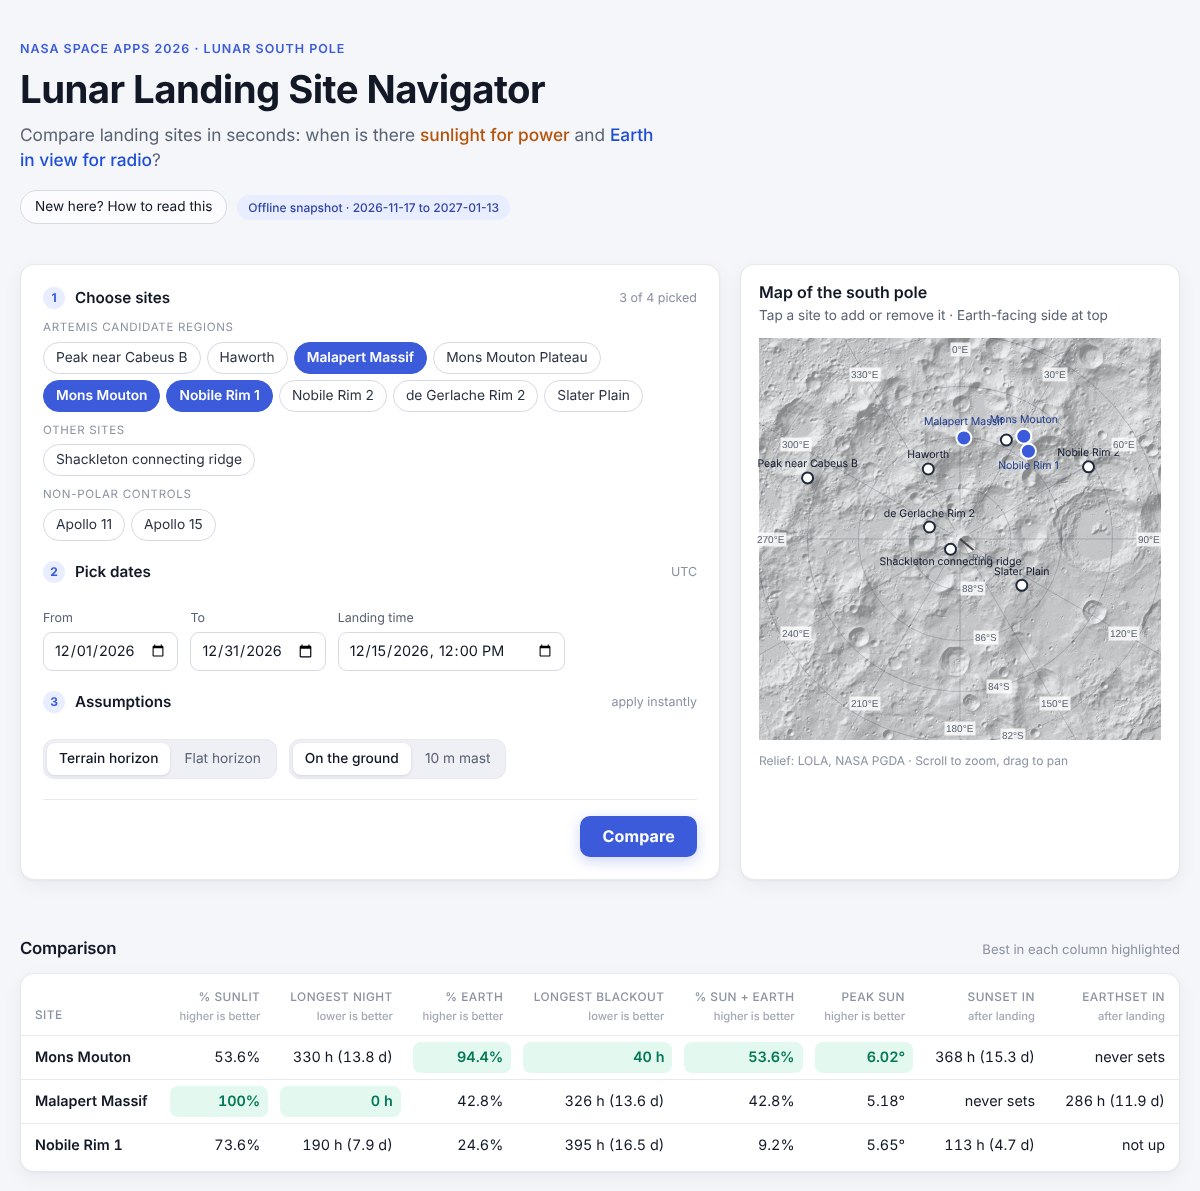 NASA SPACE APPS 2026 · LUNAR SOUTH POLE
Lunar Landing Site Navigator
Compare landing sites in seconds: when is there sunlight for power and Earth
in view for radio?
New here? How to read this
Offline snapshot · 2026-11-17 to 2027-01-13
1 Choose sites 3 of 4 picked
ARTEMIS CANDIDATE REGIONS
Peak near Cabeus B Haworth Malapert Massif Mons Mouton Plateau
Mons Mouton Nobile Rim 1 Nobile Rim 2 de Gerlache Rim 2 Slater Plain
OTHER SITES
Shackleton connecting ridge
NON-POLAR CONTROLS
Apollo 11 Apollo 15
2 Pick dates UTC
From To Landing time
12/01/2026 12/31/2026 12/15/2026, 12:00 PM
3 Assumptions apply instantly
Terrain horizon Flat horizon On the ground 10 m mast
Compare
Map of the south pole
Tap a site to add or remove it · Earth-facing side at top
0°E
330°E 30°E
Malapert Massif Mons Mouton
300°E 60°E
Haworth Nobile Rim 2
Peak near Cabeus B Nobile Rim 1
de Gerlache Rim 2
270°E 90°E
Pole
Shackleton connecting ridge
Slater Plain
88°S
240°E 86°S 120°E
84°S
210°E 150°E
180°E 82°S
Relief: LOLA, NASA PGDA · Scroll to zoom, drag to pan
Comparison Best in each column highlighted
SITE % SUNLIT LONGEST NIGHT % EARTH LONGEST BLACKOUT % SUN + EARTH PEAK SUN SUNSET IN EARTHSET IN
higher is better lower is better higher is better lower is better higher is better higher is better after landing after landing
Mons Mouton 53.6% 330 h (13.8 d) 94.4% 40 h 53.6% 6.02° 368 h (15.3 d) never sets
Malapert Massif 100% 0 h 42.8% 326 h (13.6 d) 42.8% 5.18° never sets 286 h (11.9 d)
Nobile Rim 1 73.6% 190 h (7.9 d) 24.6% 395 h (16.5 d) 9.2% 5.65° 113 h (4.7 d) not up